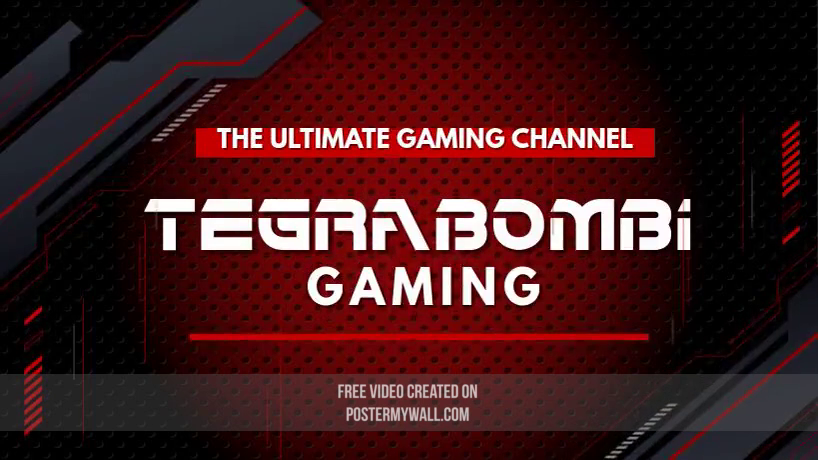 THE ULTIMATE GAMING CHANNEL
TEGRABOMBi
GAMING
FREE VIDEO CREATED ON
POSTERMYWALL.COM